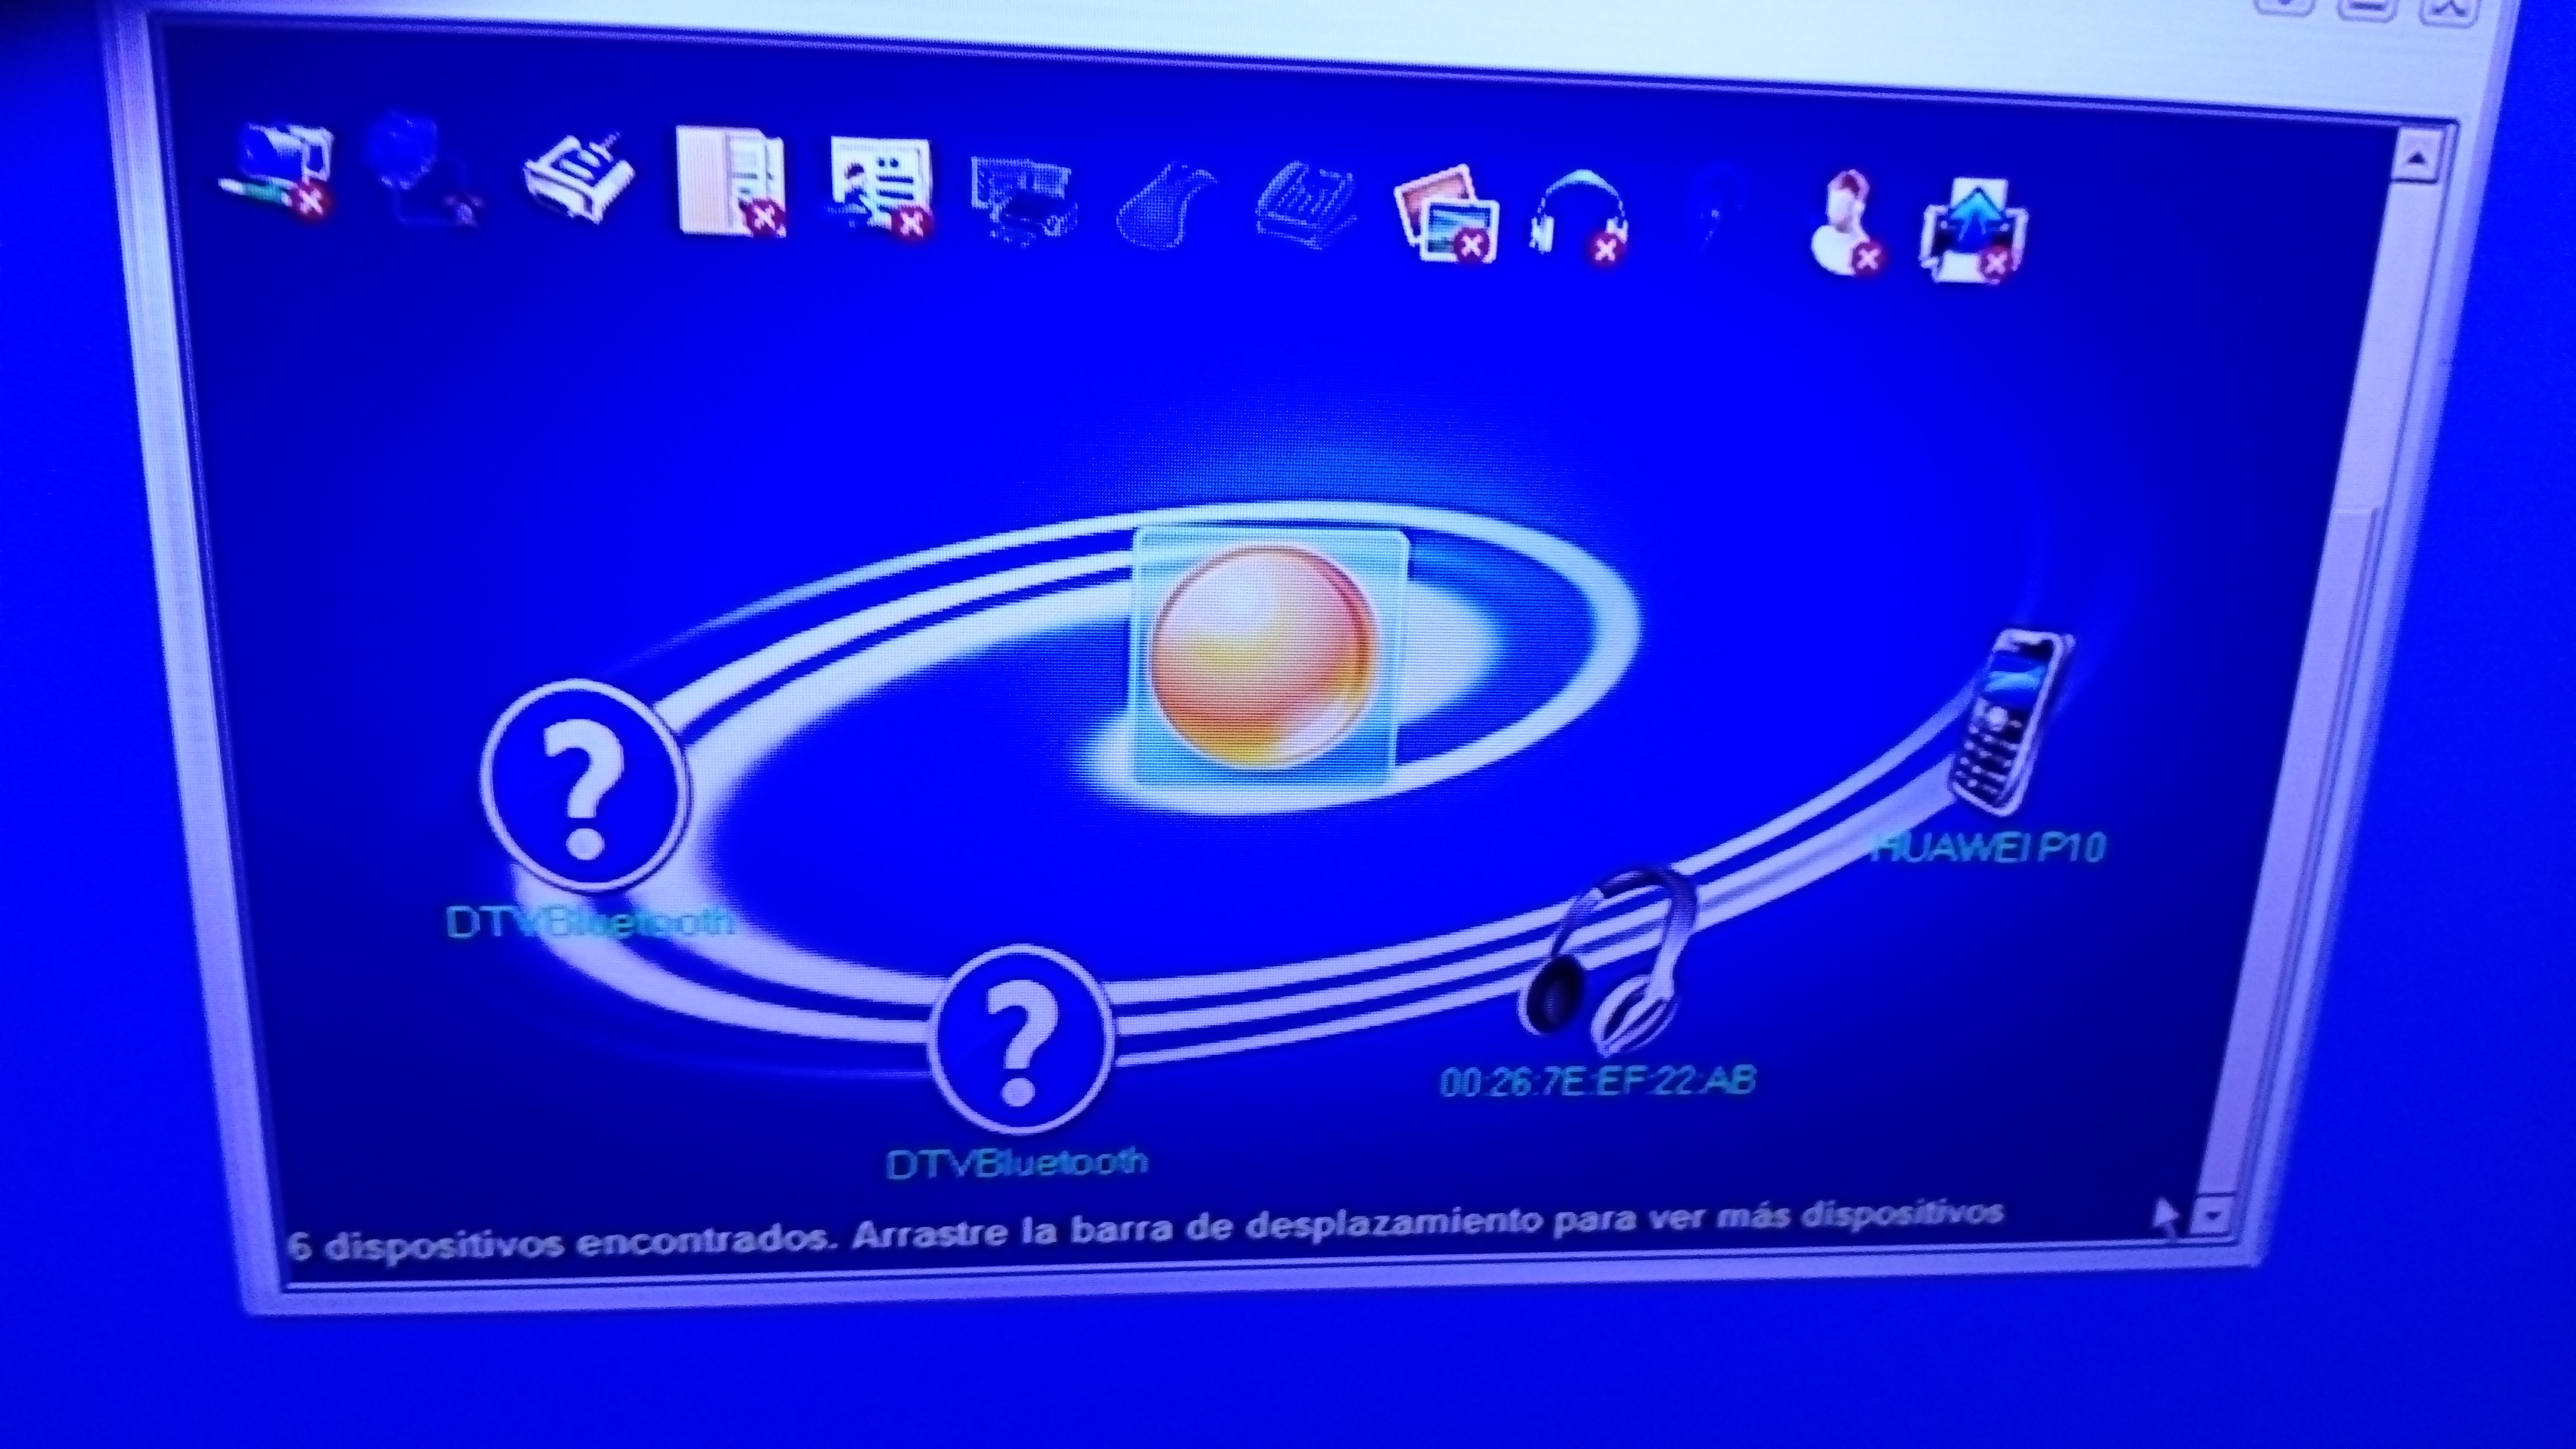 HUAWEI P10
DTVBluetooth
00:26:7E:EF:22:AB
DTVBluetooth
6 dispositivos encontrados. Arrastre la barra de desplazamiento para ver más dispositivos